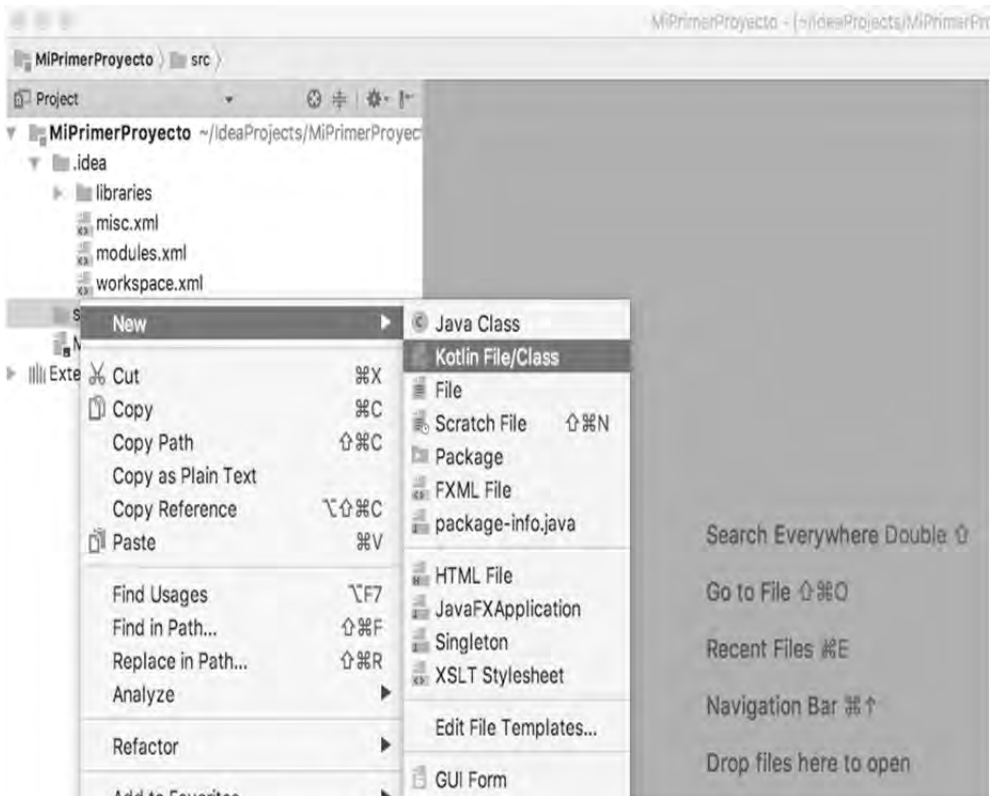 MiPrimerProyecto - [~/IdeaProjects/MiPrimerPro
MiPrimerProyecto
src
Project
MiPrimerProyecto ~/IdeaProjects/MiPrimerProyect
.idea
libraries
misc.xml
modules.xml
workspace.xml
s
M
Exte
New
Cut ⌘X
Copy ⌘C
Copy Path ⇧⌘C
Copy as Plain Text
Copy Reference ⌥⇧⌘C
Paste ⌘V
Find Usages ⌥F7
Find in Path... ⇧⌘F
Replace in Path... ⇧⌘R
Analyze
Refactor
Add to Favorites
Java Class
Kotlin File/Class
File
Scratch File ⇧⌘N
Package
FXML File
package-info.java
HTML File
JavaFXApplication
Singleton
XSLT Stylesheet
Edit File Templates...
GUI Form
Search Everywhere Double ⇧
Go to File ⇧⌘O
Recent Files ⌘E
Navigation Bar ⌘↑
Drop files here to open